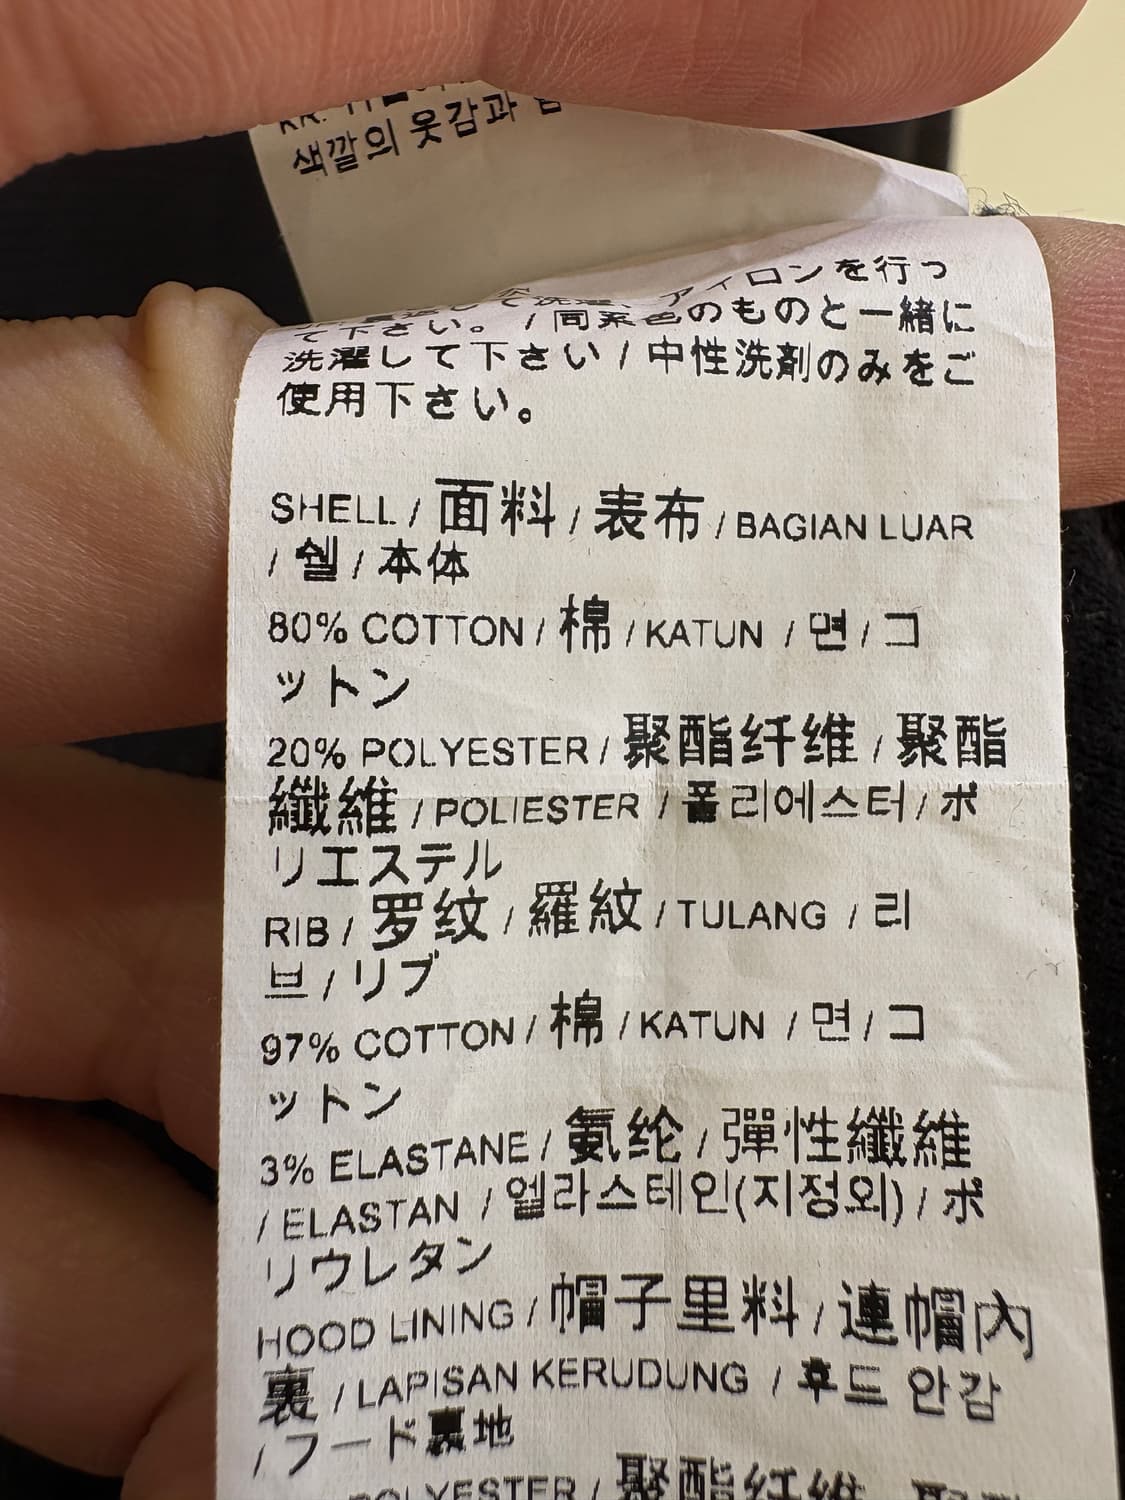 KR:
색깔의 옷감과
アイロンを行っ
て下さい。 / 同系色のものと一緒に
洗濯して下さい / 中性洗剤のみをご
使用下さい。
SHELL / 面料 / 表布 / BAGIAN LUAR
/ 쉘 / 本体
80% COTTON / 棉 / KATUN / 면 / コ
ットン
20% POLYESTER / 聚酯纤维 / 聚酯
纖維 / POLIESTER / 폴리에스터 / ポ
リエステル
RIB / 罗纹 / 羅紋 / TULANG / 리
브 / リブ
97% COTTON / 棉 / KATUN / 면 / コ
ットン
3% ELASTANE / 氨纶 / 彈性纖維
/ ELASTAN / 엘라스테인(지정외) / ポ
リウレタン
HOOD LINING / 帽子里料 / 連帽內
裏 / LAPISAN KERUDUNG / 후드 안감
/ フード裏地
POLYESTER / 聚酯纤维